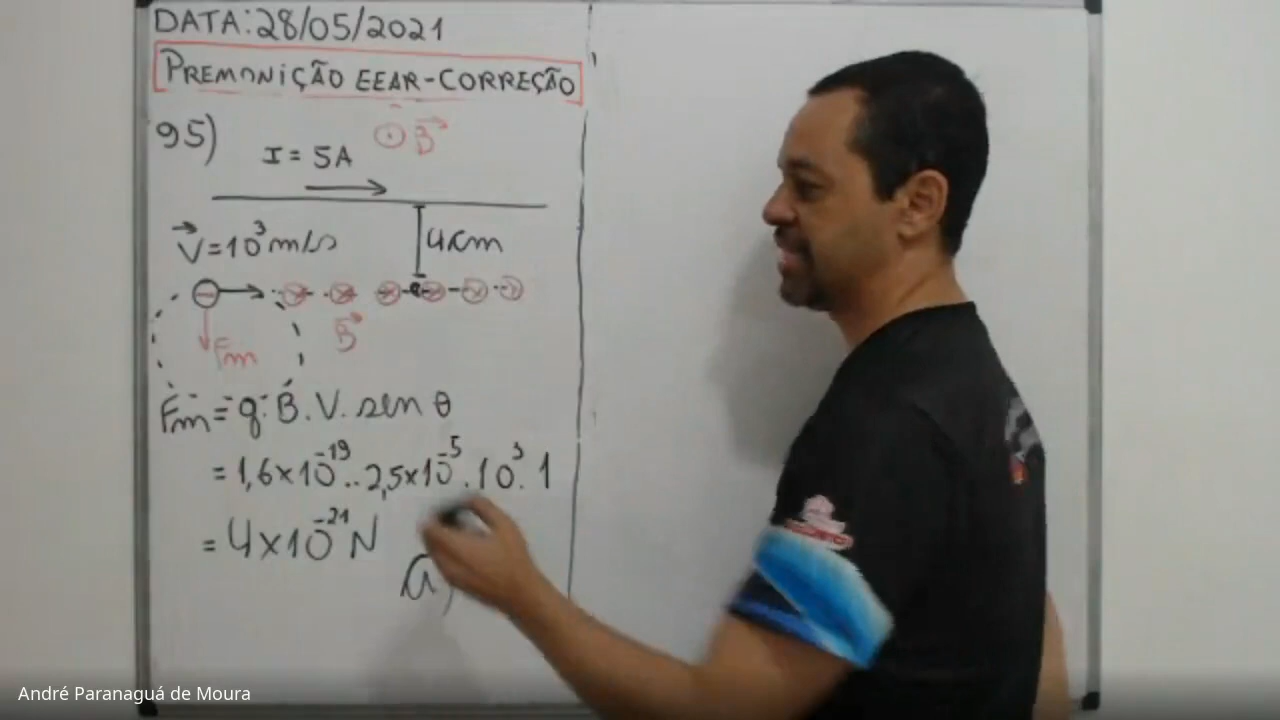 DATA: 28/05/2021
PREMONIÇÃO EEAR-CORREÇÃO
95)
I = 5A
B
V = 10³ m/s
4cm
Fm
B
Fm = q . B . V . sen θ
= 1,6 x 10⁻¹⁹ . 2,5 x 10⁻⁵ . 10³ . 1
= 4 x 10⁻²¹ N
a)
André Paranaguá de Moura